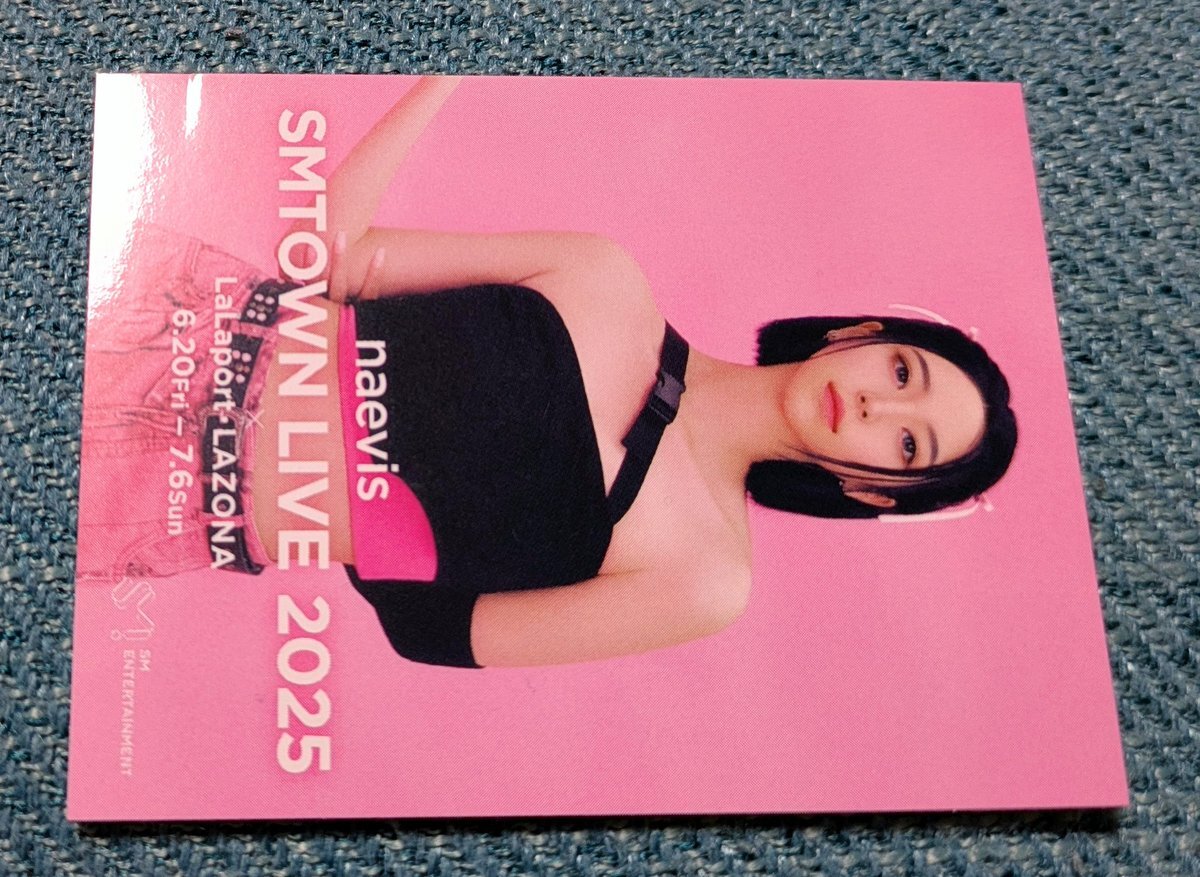 naevis
SMTOWN LIVE 2025
LaLaport・LAZONA
6.20Fri — 7.6Sun
SM
ENTERTAINMENT